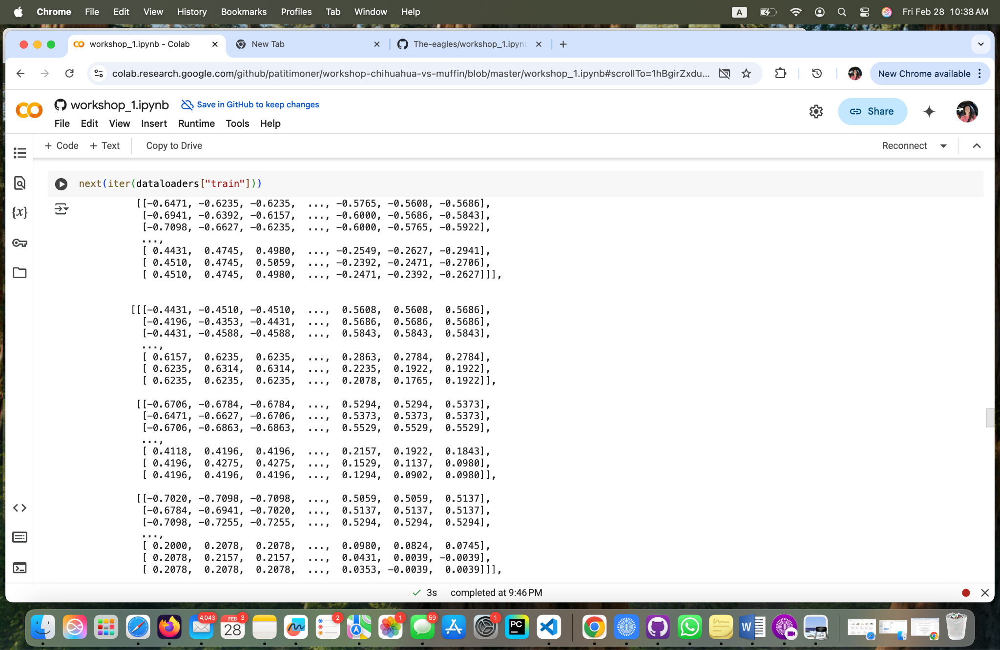 Chrome File Edit View History Bookmarks Profiles Tab Window Help A Fri Feb 28 10:38 AM
workshop_1.ipynb - Colab New Tab The-eagles/workshop_1.ipyn
colab.research.google.com/github/patitimoner/workshop-chihuahua-vs-muffin/blob/master/workshop_1.ipynb#scrollTo=1hBgirZxdu... New Chrome available
workshop_1.ipynb Save in GitHub to keep changes
File Edit View Insert Runtime Tools Help Share
+ Code + Text Copy to Drive Reconnect
next(iter(dataloaders["train"]))
[[-0.6471, -0.6235, -0.6235, ..., -0.5765, -0.5608, -0.5686],
[-0.6941, -0.6392, -0.6157, ..., -0.6000, -0.5686, -0.5843],
[-0.7098, -0.6627, -0.6235, ..., -0.6000, -0.5765, -0.5922],
...,
[ 0.4431, 0.4745, 0.4980, ..., -0.2549, -0.2627, -0.2941],
[ 0.4510, 0.4745, 0.5059, ..., -0.2392, -0.2471, -0.2706],
[ 0.4510, 0.4745, 0.4980, ..., -0.2471, -0.2392, -0.2627]]],
[[[-0.4431, -0.4510, -0.4510, ..., 0.5608, 0.5608, 0.5686],
[-0.4196, -0.4353, -0.4431, ..., 0.5686, 0.5686, 0.5686],
[-0.4431, -0.4588, -0.4588, ..., 0.5843, 0.5843, 0.5843],
...,
[ 0.6157, 0.6235, 0.6235, ..., 0.2863, 0.2784, 0.2784],
[ 0.6235, 0.6314, 0.6314, ..., 0.2235, 0.1922, 0.1922],
[ 0.6235, 0.6235, 0.6235, ..., 0.2078, 0.1765, 0.1922]],
[[-0.6706, -0.6784, -0.6784, ..., 0.5294, 0.5294, 0.5373],
[-0.6471, -0.6627, -0.6706, ..., 0.5373, 0.5373, 0.5373],
[-0.6706, -0.6863, -0.6863, ..., 0.5529, 0.5529, 0.5529],
...,
[ 0.4118, 0.4196, 0.4196, ..., 0.2157, 0.1922, 0.1843],
[ 0.4196, 0.4275, 0.4275, ..., 0.1529, 0.1137, 0.0980],
[ 0.4196, 0.4196, 0.4196, ..., 0.1294, 0.0902, 0.0980]],
[[-0.7020, -0.7098, -0.7098, ..., 0.5059, 0.5059, 0.5137],
[-0.6784, -0.6941, -0.7020, ..., 0.5137, 0.5137, 0.5137],
[-0.7098, -0.7255, -0.7255, ..., 0.5294, 0.5294, 0.5294],
...,
[ 0.2000, 0.2078, 0.2078, ..., 0.0980, 0.0824, 0.0745],
[ 0.2078, 0.2157, 0.2157, ..., 0.0431, 0.0039, -0.0039],
[ 0.2078, 0.2078, 0.2078, ..., 0.0353, -0.0039, 0.0039]]],
3s completed at 9:46 PM
4,043 FEB 3 2 1 59 1
28 PC W